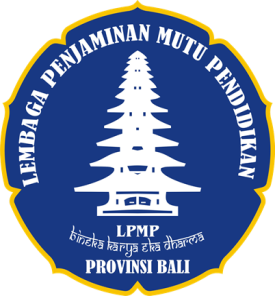 LEMBAGA PENJAMINAN MUTU PENDIDIKAN
LPMP
bineka karya eka dharma
PROVINSI BALI